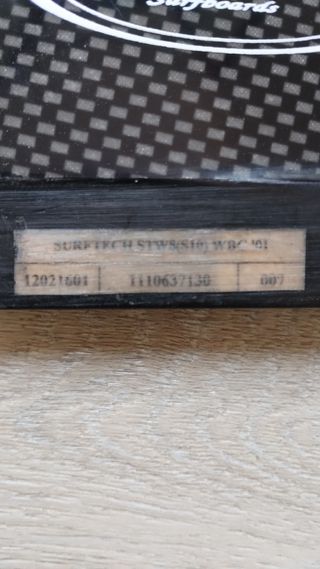 Surfboards
SURFTECH STWS(S10) WBC '01
12021601 1110637130 007